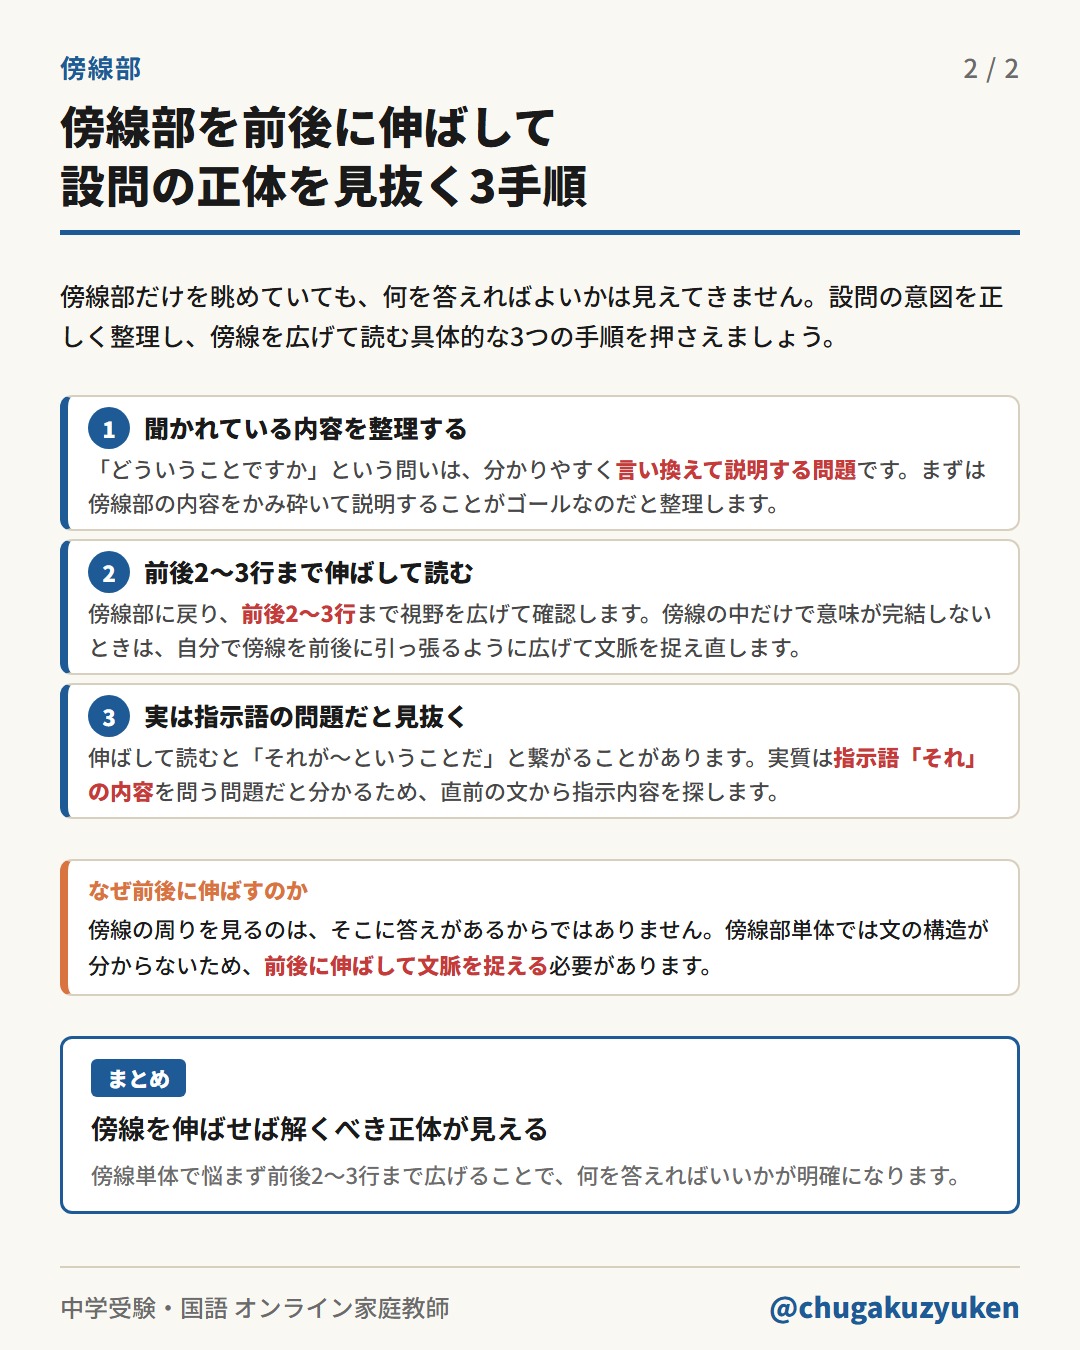 傍線部
2 / 2
傍線部を前後に伸ばして
設問の正体を見抜く3手順
傍線部だけを眺めていても、何を答えればよいかは見えてきません。設問の意図を正
しく整理し、傍線を広げて読む具体的な3つの手順を押さえましょう。
1 聞かれている内容を整理する
「どういうことですか」という問いは、分かりやすく言い換えて説明する問題です。まずは
傍線部の内容をかみ砕いて説明することがゴールなのだと整理します。
2 前後2〜3行まで伸ばして読む
傍線部に戻り、前後2〜3行まで視野を広げて確認します。傍線の中だけで意味が完結しない
ときは、自分で傍線を前後に引っ張るように広げて文脈を捉え直します。
3 実は指示語の問題だと見抜く
伸ばして読むと「それが〜ということだ」と繋がることがあります。実質は指示語「それ」
の内容を問う問題だと分かるため、直前の文から指示内容を探します。
なぜ前後に伸ばすのか
傍線の周りを見るのは、そこに答えがあるからではありません。傍線部単体では文の構造が
分からないため、前後に伸ばして文脈を捉える必要があります。
まとめ
傍線を伸ばせば解くべき正体が見える
傍線単体で悩まず前後2〜3行まで広げることで、何を答えればいいかが明確になります。
中学受験・国語 オンライン家庭教師
@chugakuzyuken